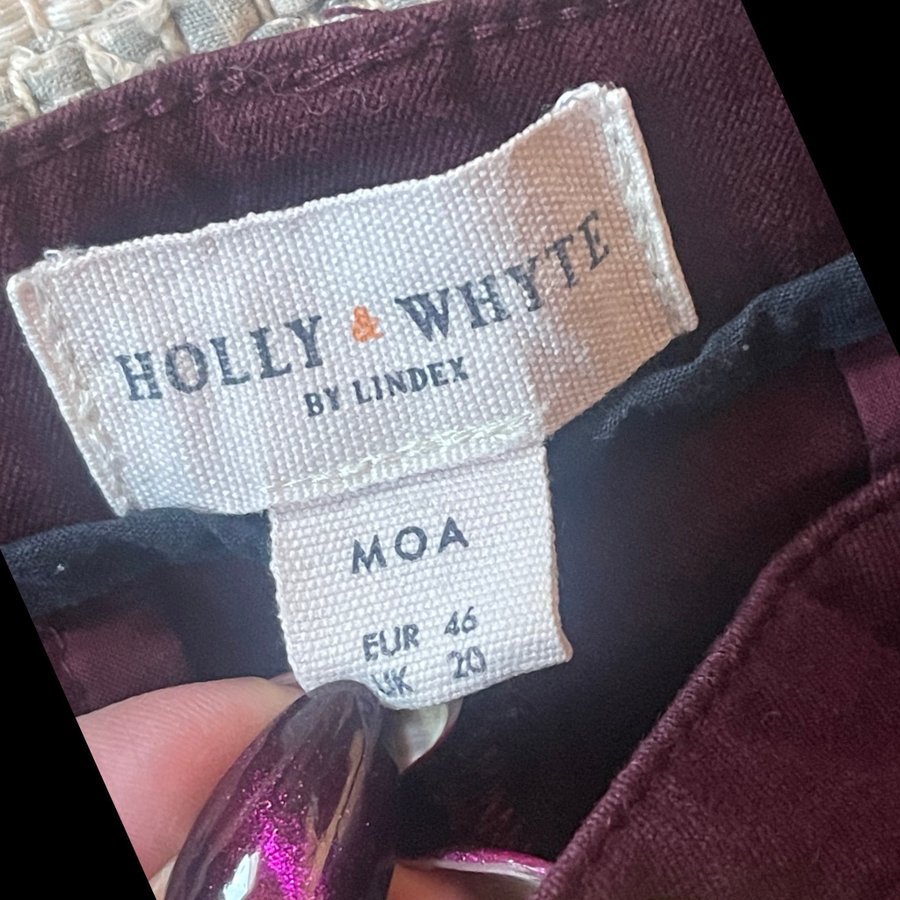 HOLLY & WHYTE
BY LINDEX
MOA
EUR 46
UK 20